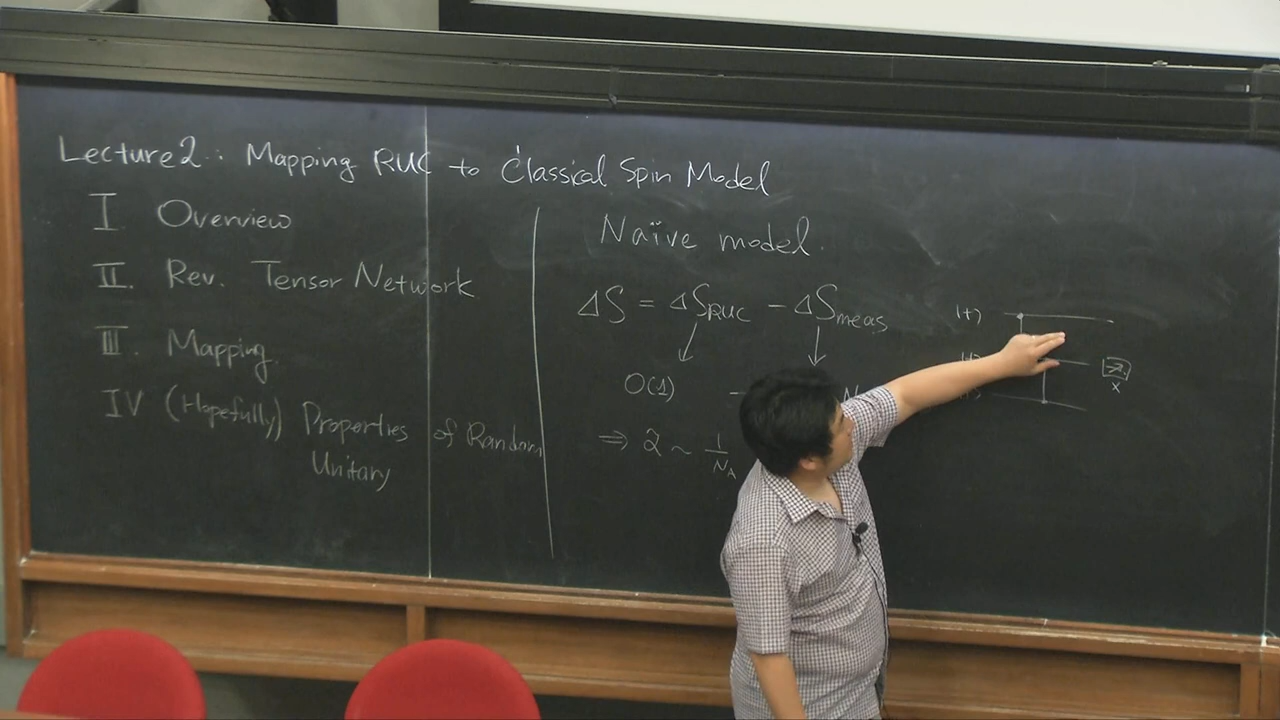 Lecture 2: Mapping RUC to Classical Spin Model
I Overview
II. Rev. Tensor Network
III. Mapping.
IV (Hopefully) Properties of Random
Unitary
Naïve model.
ΔS = ΔS_RUC - ΔS_meas
O(1) -
⇒ 2 ~ 1/N_A
|+>
x